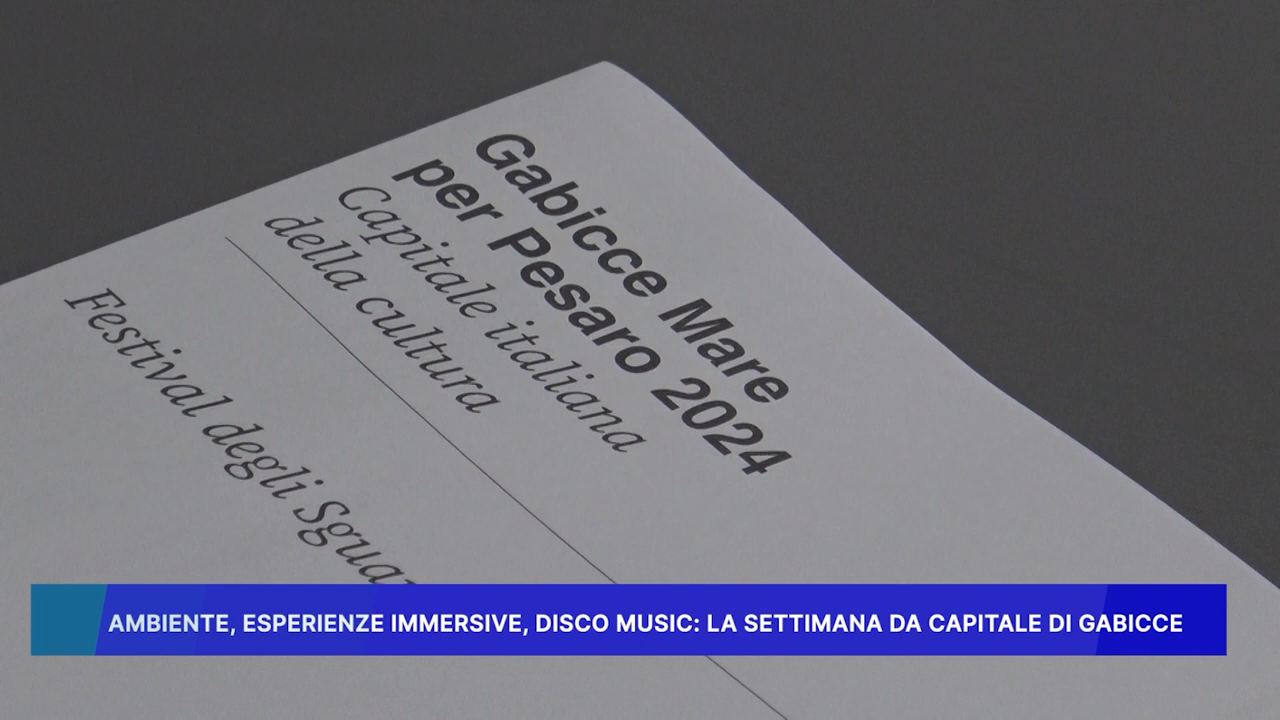 Gabicce Mare
per Pesaro 2024
Capitale italiana
della cultura
Festival degli
AMBIENTE, ESPERIENZE IMMERSIVE, DISCO MUSIC: LA SETTIMANA DA CAPITALE DI GABICCE